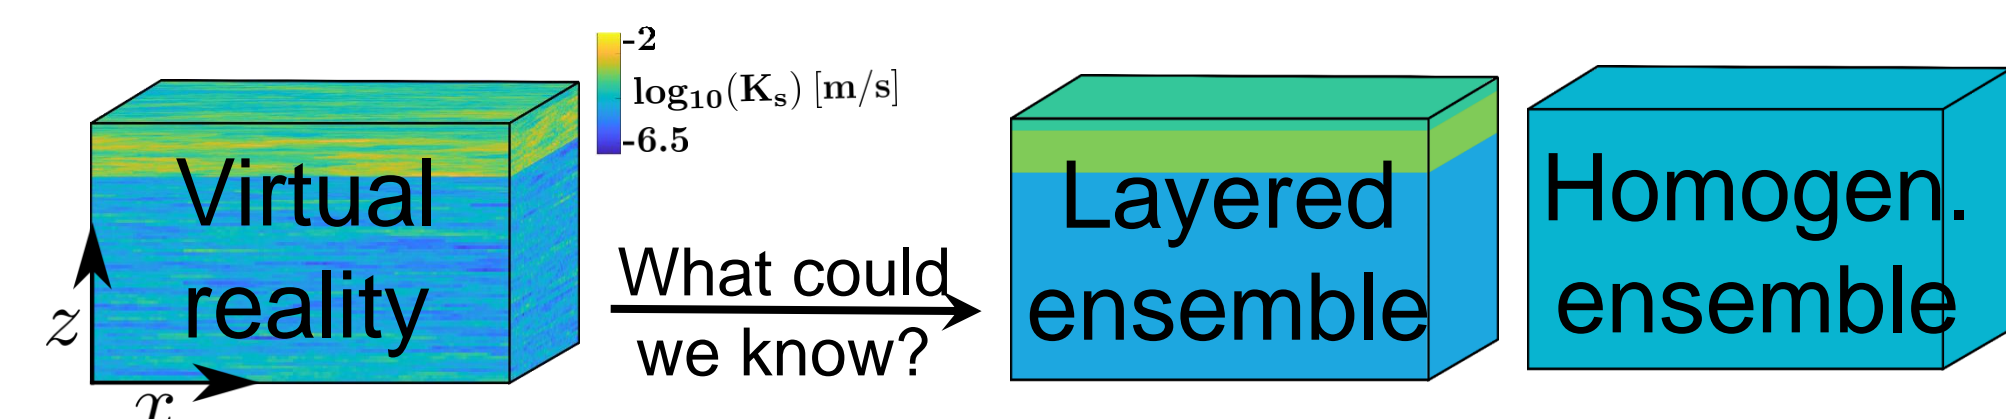 -2
log₁₀(Kₛ) [m/s]
-6.5
Virtual
reality
z
x
What could
we know?
Layered
ensemble
Homogen.
ensemble